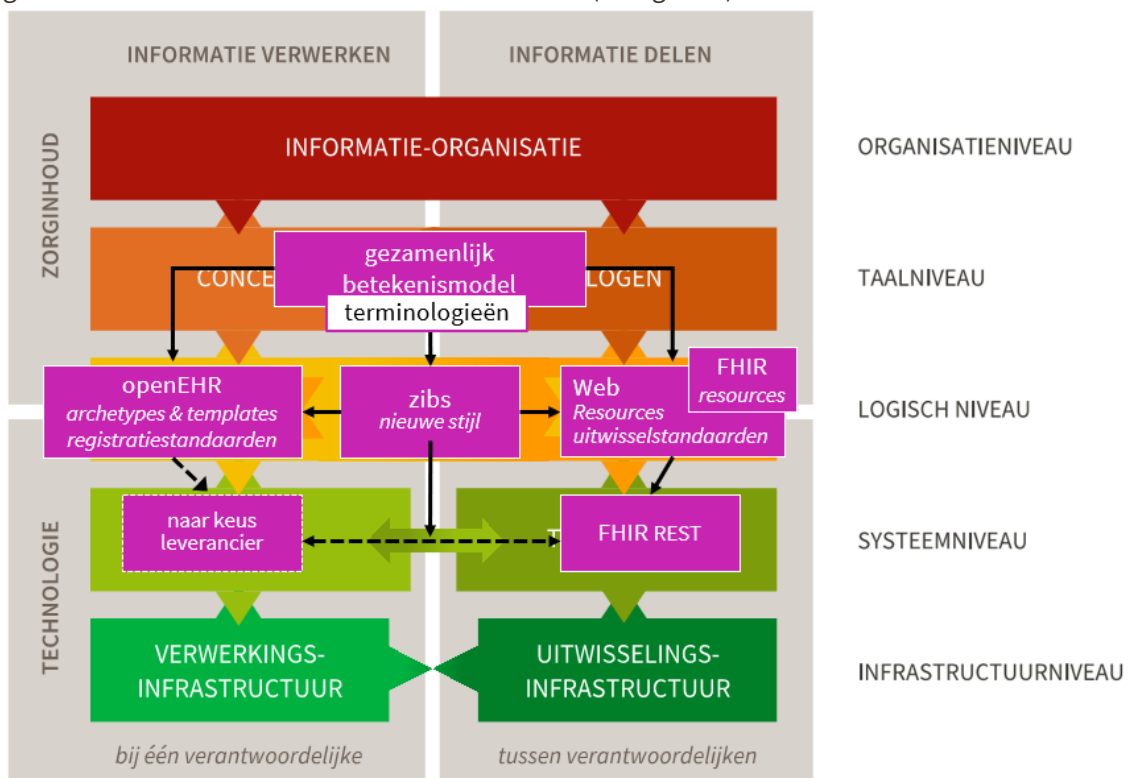 INFORMATIE VERWERKEN
INFORMATIE DELEN
ZORGINHOUD
INFORMATIE-ORGANISATIE
ORGANISATIENIVEAU
CONCE
gezamenlijk
betekenismodel
LOGEN
terminologieën
TAALNIVEAU
openEHR
archetypes & templates
registratiestandaarden
zibs
nieuwe stijl
Web
Resources
uitwisselstandaarden
FHIR
resources
LOGISCH NIVEAU
TECHNOLOGIE
naar keus
leverancier
T
FHIR REST
SYSTEEMNIVEAU
VERWERKINGS-
INFRASTRUCTUUR
UITWISSELINGS-
INFRASTRUCTUUR
INFRASTRUCTUURNIVEAU
bij één verantwoordelijke
tussen verantwoordelijken